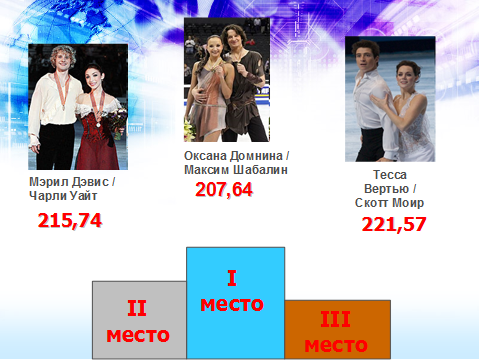 Мэрил Дэвис /
Чарли Уайт
215,74
Оксана Домнина /
Максим Шабалин
207,64
Тесса
Вертью /
Скотт Моир
221,57
II
место
I
место
III
место